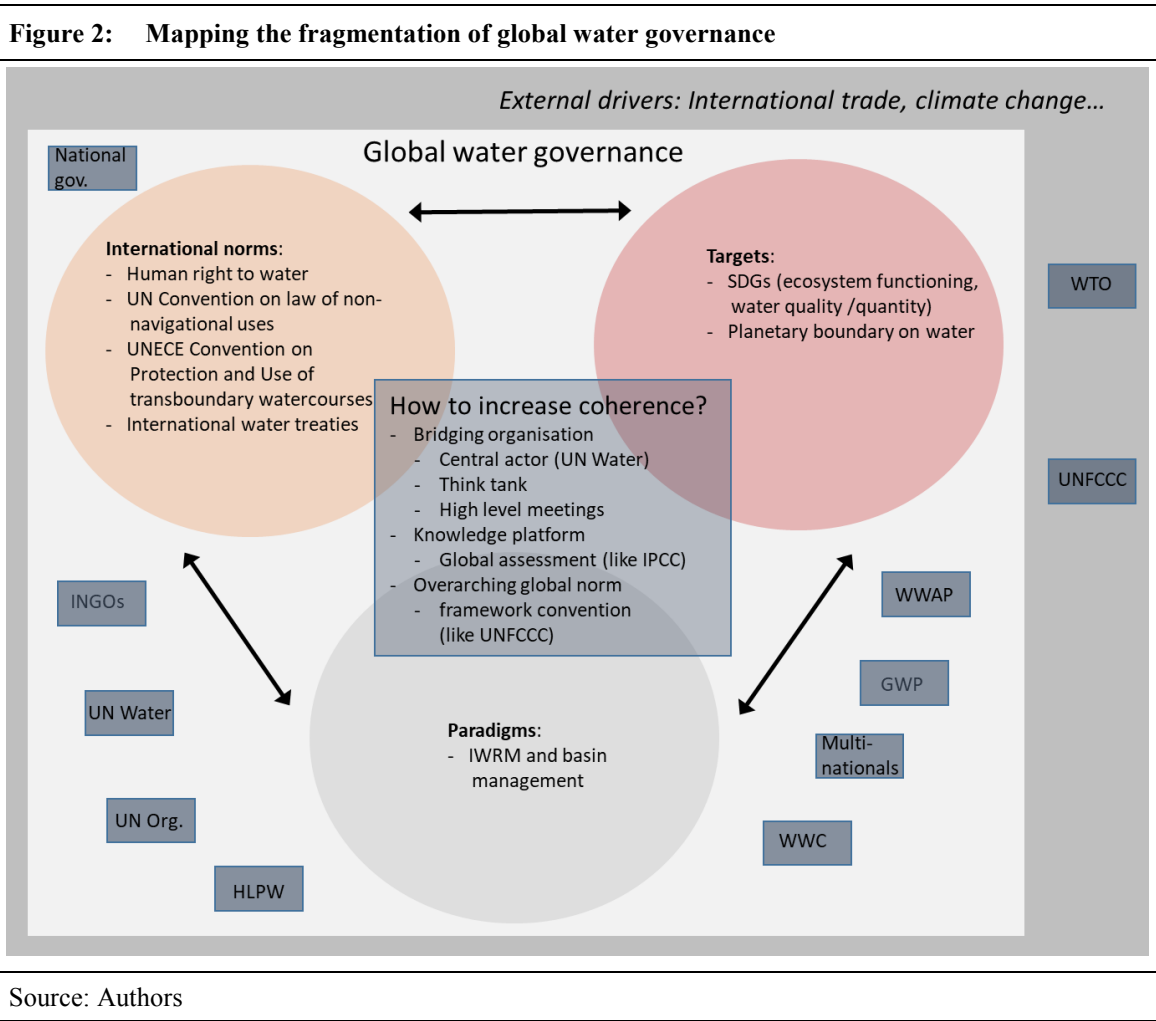 Figure 2: Mapping the fragmentation of global water governance
External drivers: International trade, climate change…
Global water governance
National
gov.
International norms:
- Human right to water
- UN Convention on law of non-
navigational uses
- UNECE Convention on
Protection and Use of
transboundary watercourses
- International water treaties
Targets:
- SDGs (ecosystem functioning,
water quality /quantity)
- Planetary boundary on water
WTO
UNFCCC
How to increase coherence?
- Bridging organisation
- Central actor (UN Water)
- Think tank
- High level meetings
- Knowledge platform
- Global assessment (like IPCC)
- Overarching global norm
- framework convention
(like UNFCCC)
INGOs
UN Water
UN Org.
HLPW
Paradigms:
- IWRM and basin
management
WWAP
GWP
Multi-
nationals
WWC
Source: Authors